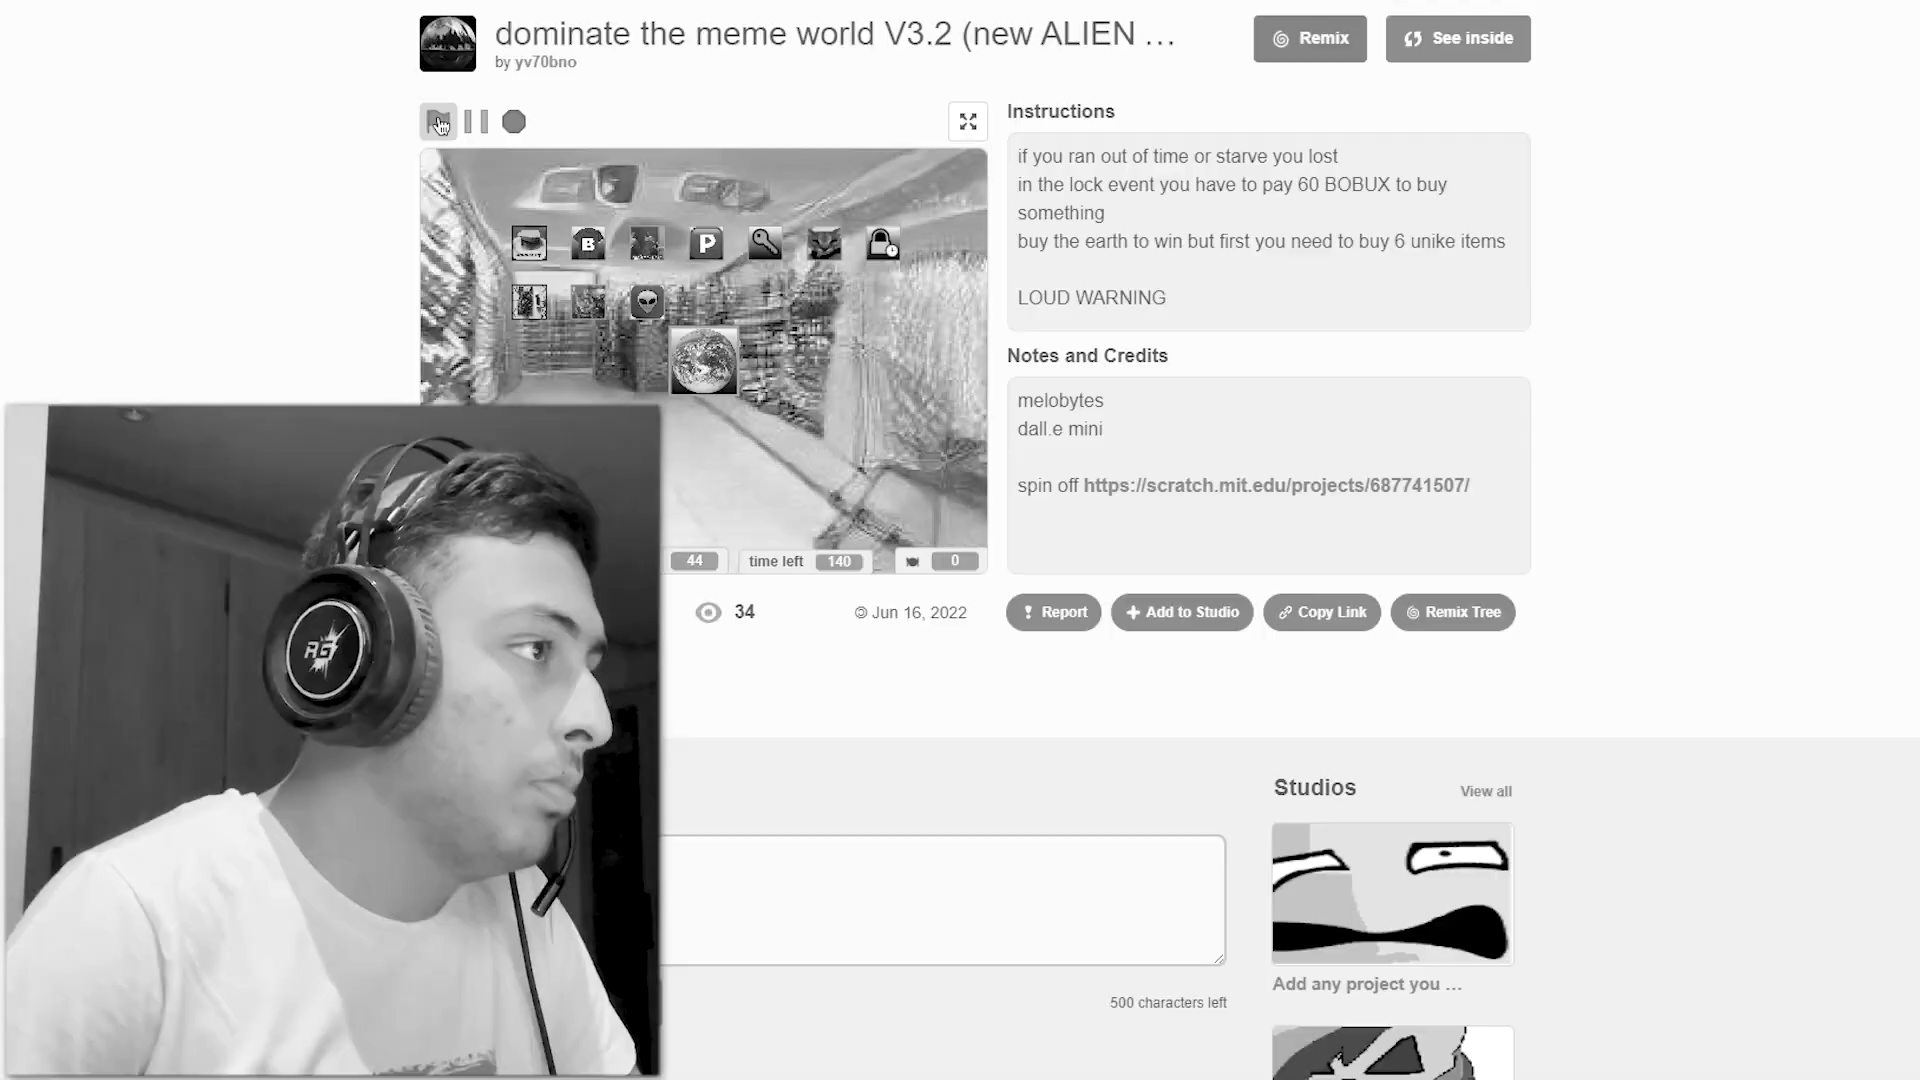 dominate the meme world V3.2 (new ALIEN ...
by yv70bno
Remix
See inside
Instructions
if you ran out of time or starve you lost
in the lock event you have to pay 60 BOBUX to buy
something
buy the earth to win but first you need to buy 6 unike items
LOUD WARNING
Notes and Credits
melobytes
dall.e mini
spin off https://scratch.mit.edu/projects/687741507/
B
P
44
time left 140
0
34
© Jun 16, 2022
Report
Add to Studio
Copy Link
Remix Tree
RG
Studios
View all
Add any project you ...
500 characters left